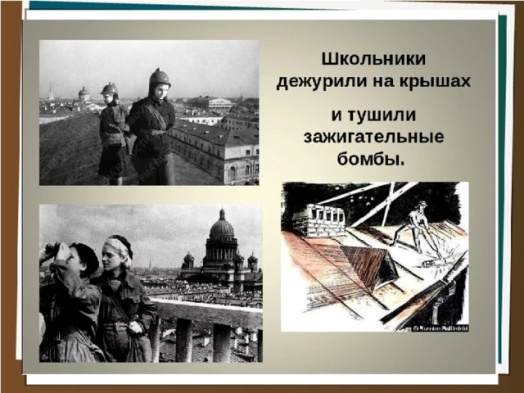 Школьники
дежурили на крышах
и тушили
зажигательные
бомбы.